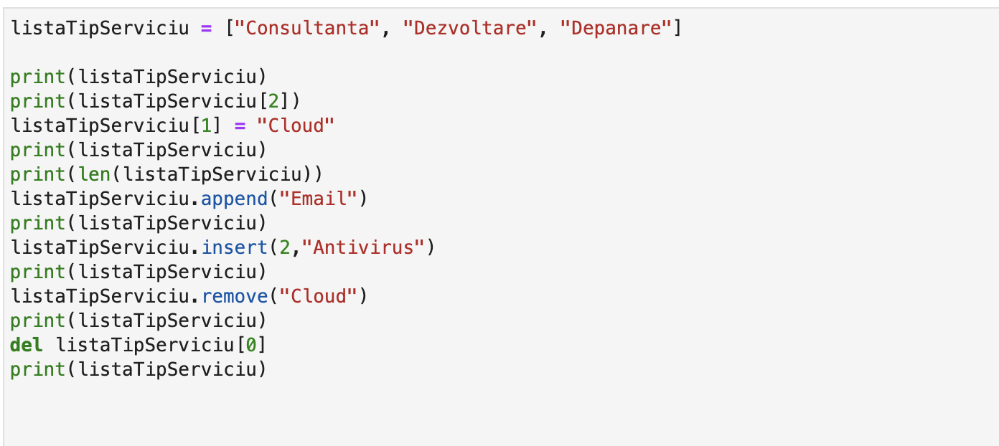 listaTipServiciu = ["Consultanta", "Dezvoltare", "Depanare"]
print(listaTipServiciu)
print(listaTipServiciu[2])
listaTipServiciu[1] = "Cloud"
print(listaTipServiciu)
print(len(listaTipServiciu))
listaTipServiciu.append("Email")
print(listaTipServiciu)
listaTipServiciu.insert(2,"Antivirus")
print(listaTipServiciu)
listaTipServiciu.remove("Cloud")
print(listaTipServiciu)
del listaTipServiciu[0]
print(listaTipServiciu)